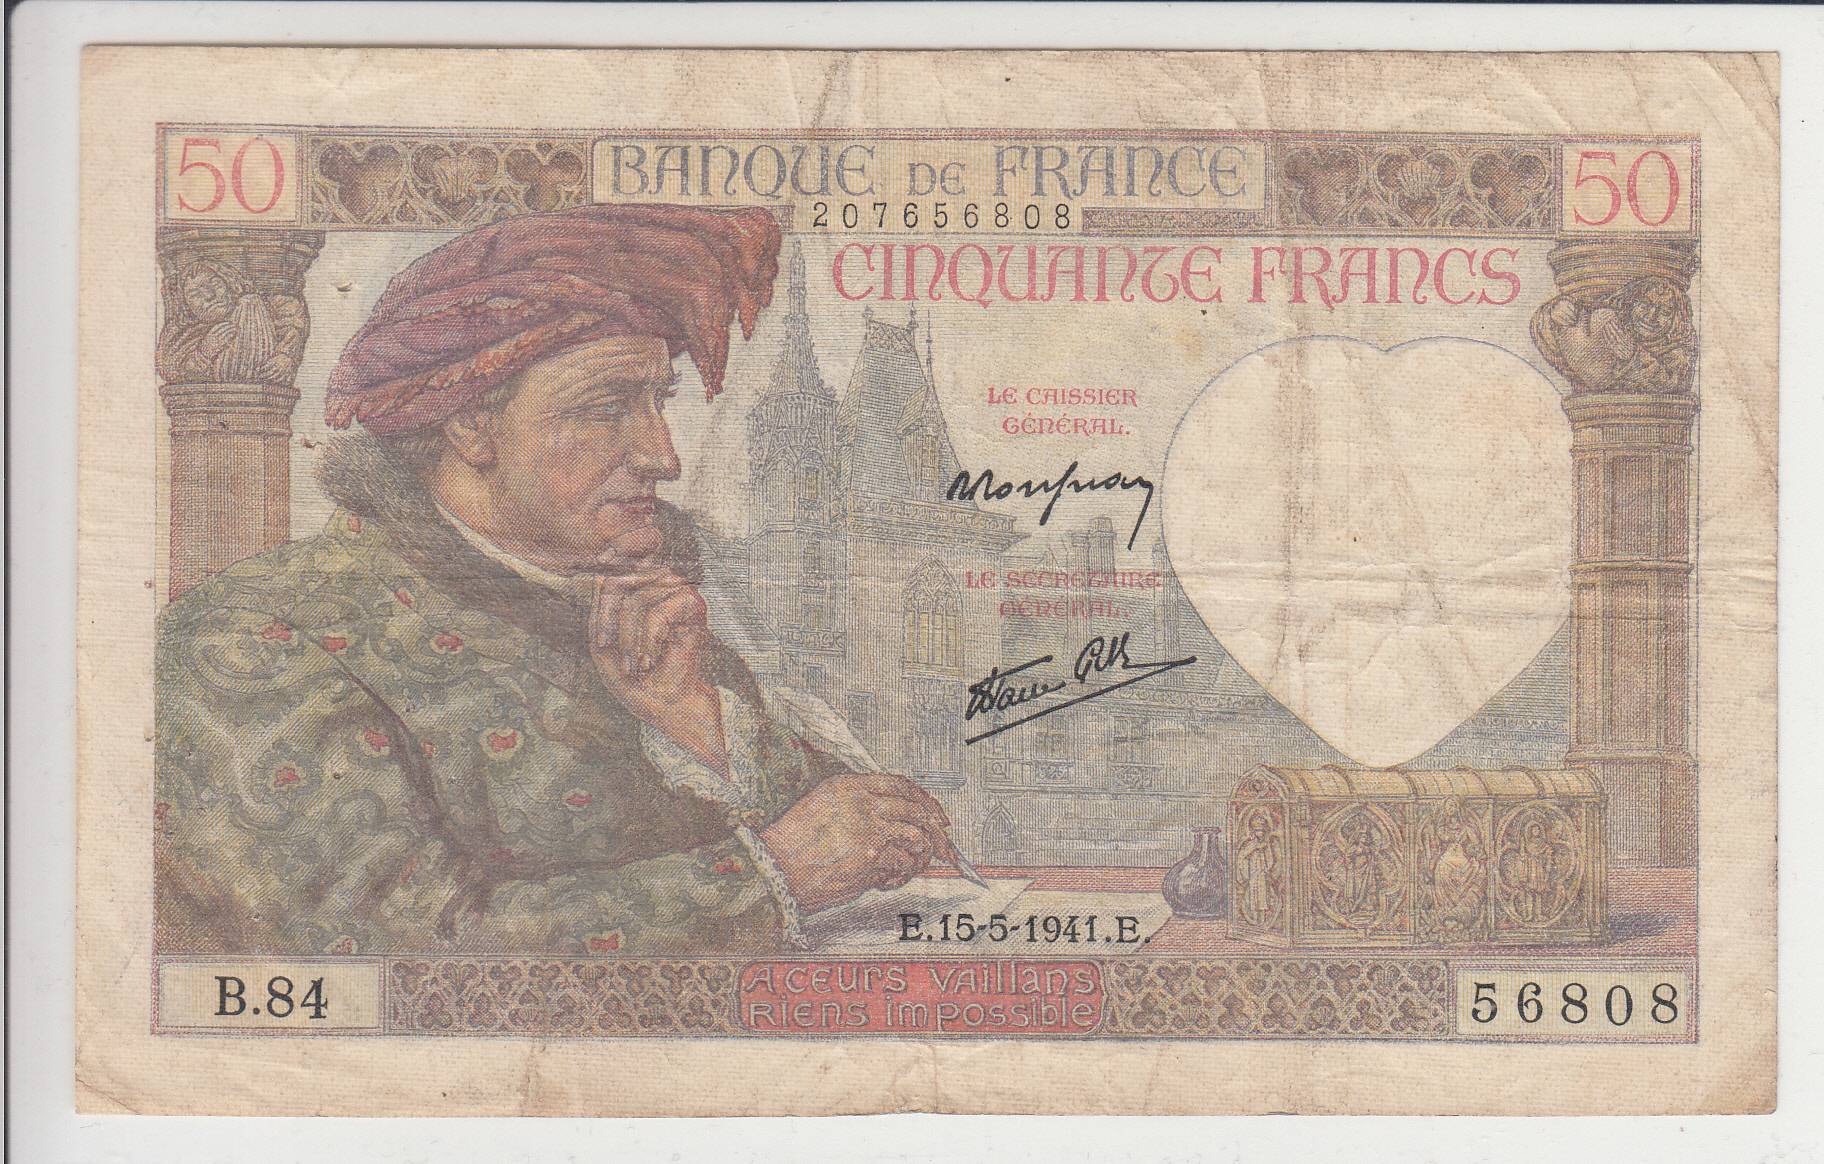 50
BANQUE DE FRANCE
50
207656808
CINQUANTE FRANCS
LE CAISSIER
GÉNÉRAL.
LE SECRETAIRE
GÉNÉRAL.
E.15-5-1941.E.
B.84
A CEURS VAILLANS
RIENS IMPOSSIBLE
56808